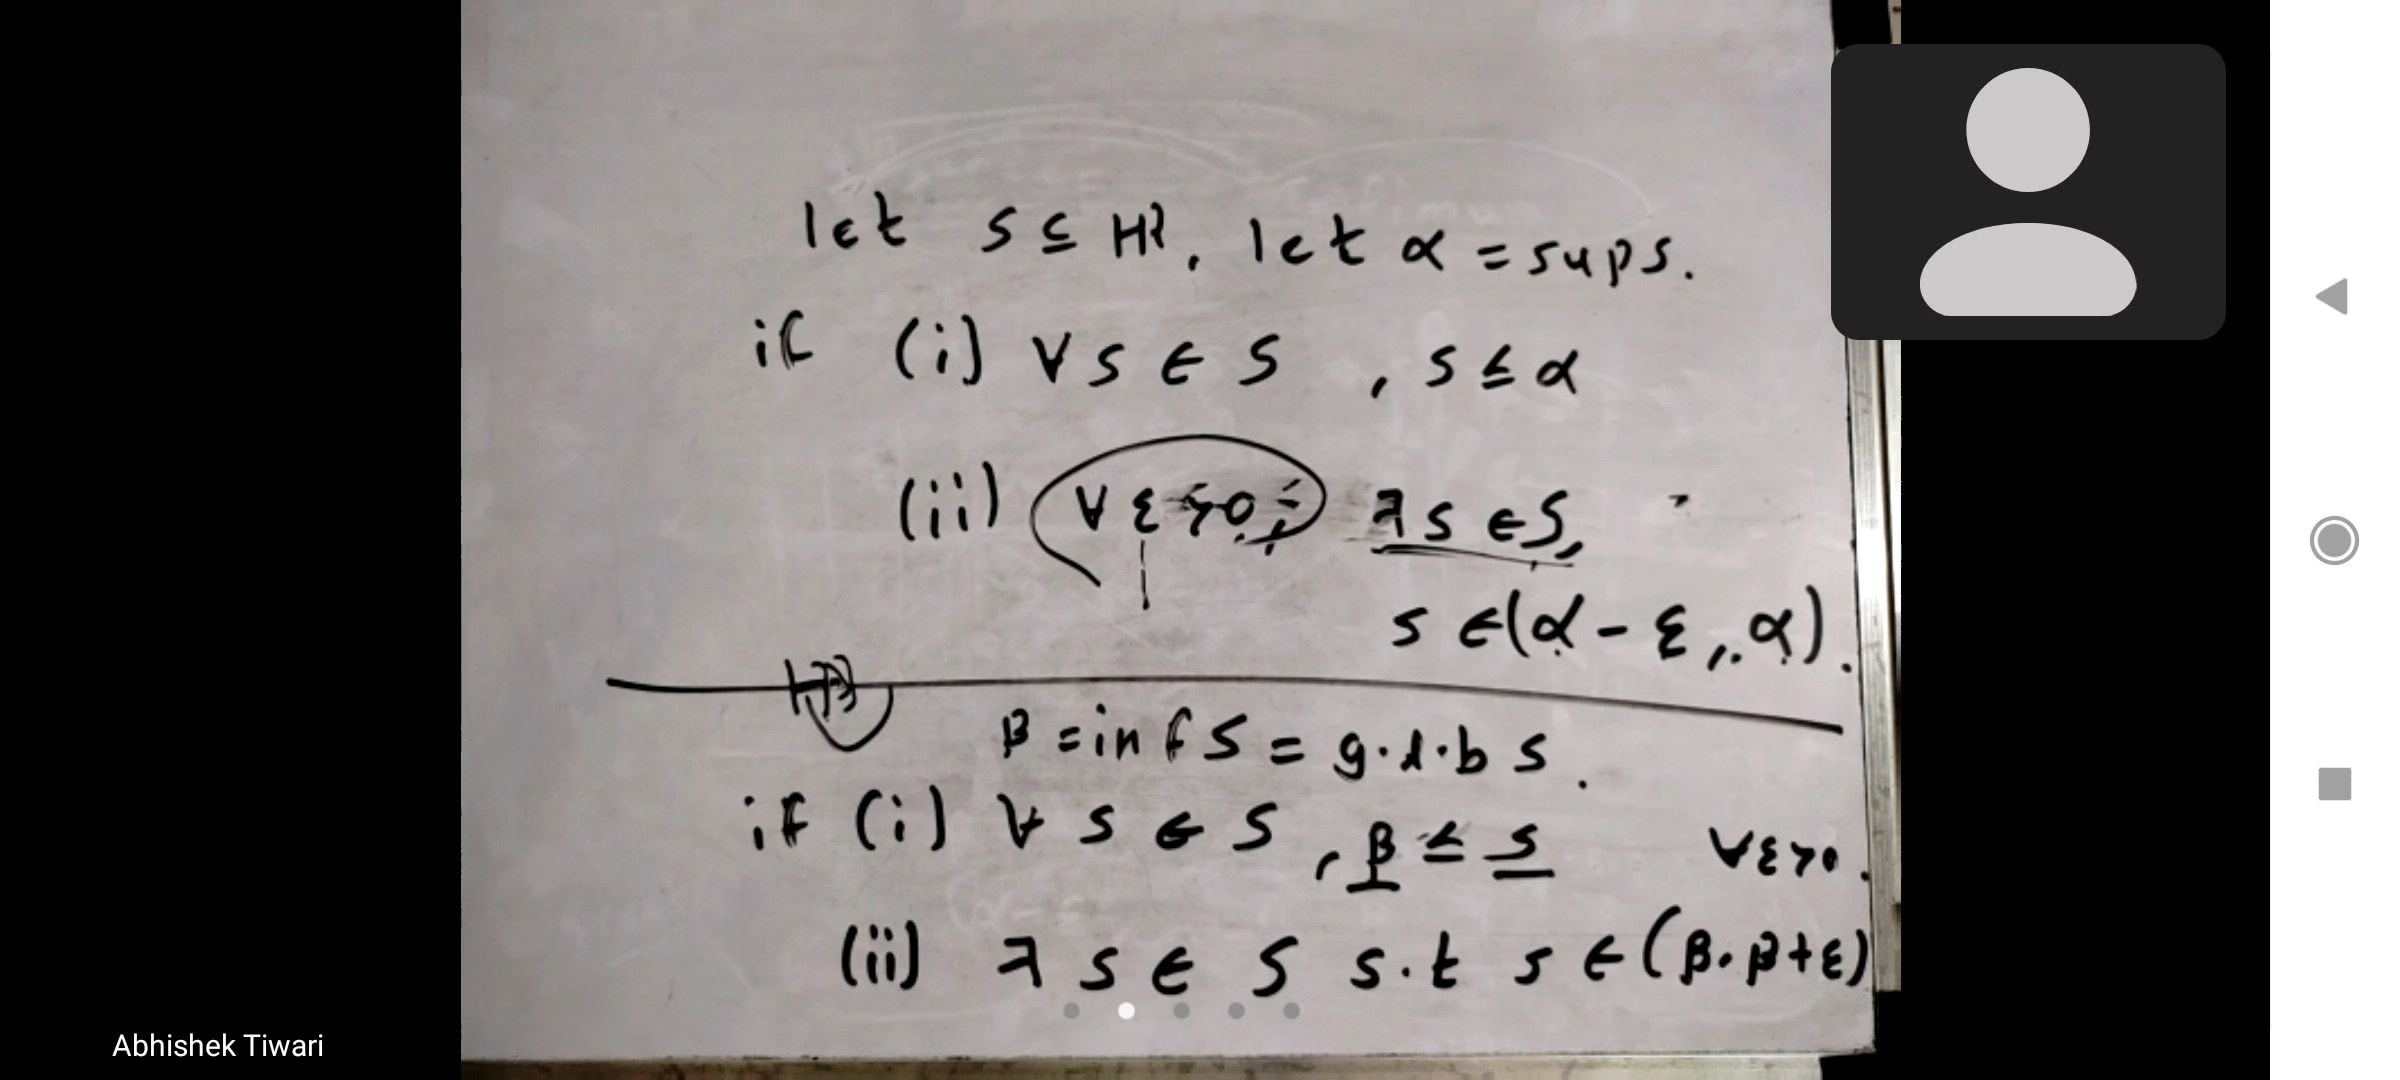 let S ⊆ ℝ, let α = sup S.
if (i) ∀ s ∈ S , s ≤ α
(ii) ∀ ε > 0, ∃ s ∈ S,
s ∈ (α - ε, α).
β = inf S = g.l.b S.
if (i) ∀ s ∈ S , β ≤ s ∀ ε > 0.
(ii) ∃ s ∈ S s.t s ∈ (β, β+ε)
Abhishek Tiwari